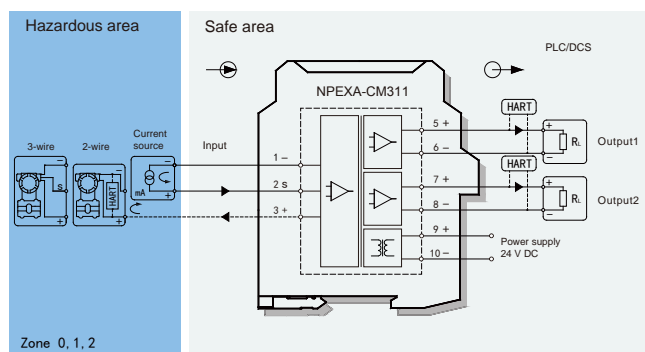 Hazardous area
Safe area
PLC/DCS
NPEXA-CM311
HART
3-wire
2-wire
Current
source
Input
5 +
6 -
Output1
RL
1 -
2 S
3 +
mA
S
HART
HART
7 +
8 -
Output2
RL
9 +
10 -
Power supply
24 V DC
Zone 0, 1, 2